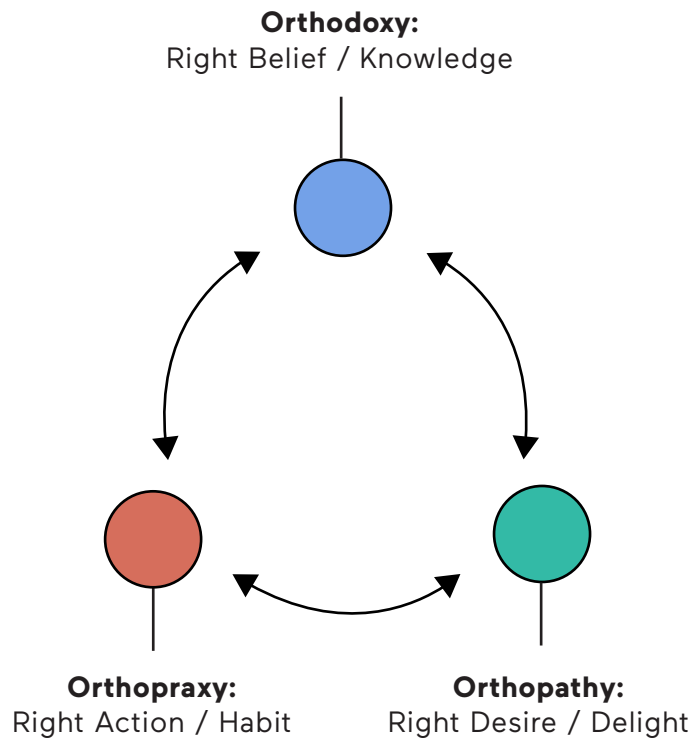 Orthodoxy:
Right Belief / Knowledge
Orthopraxy:
Right Action / Habit
Orthopathy:
Right Desire / Delight